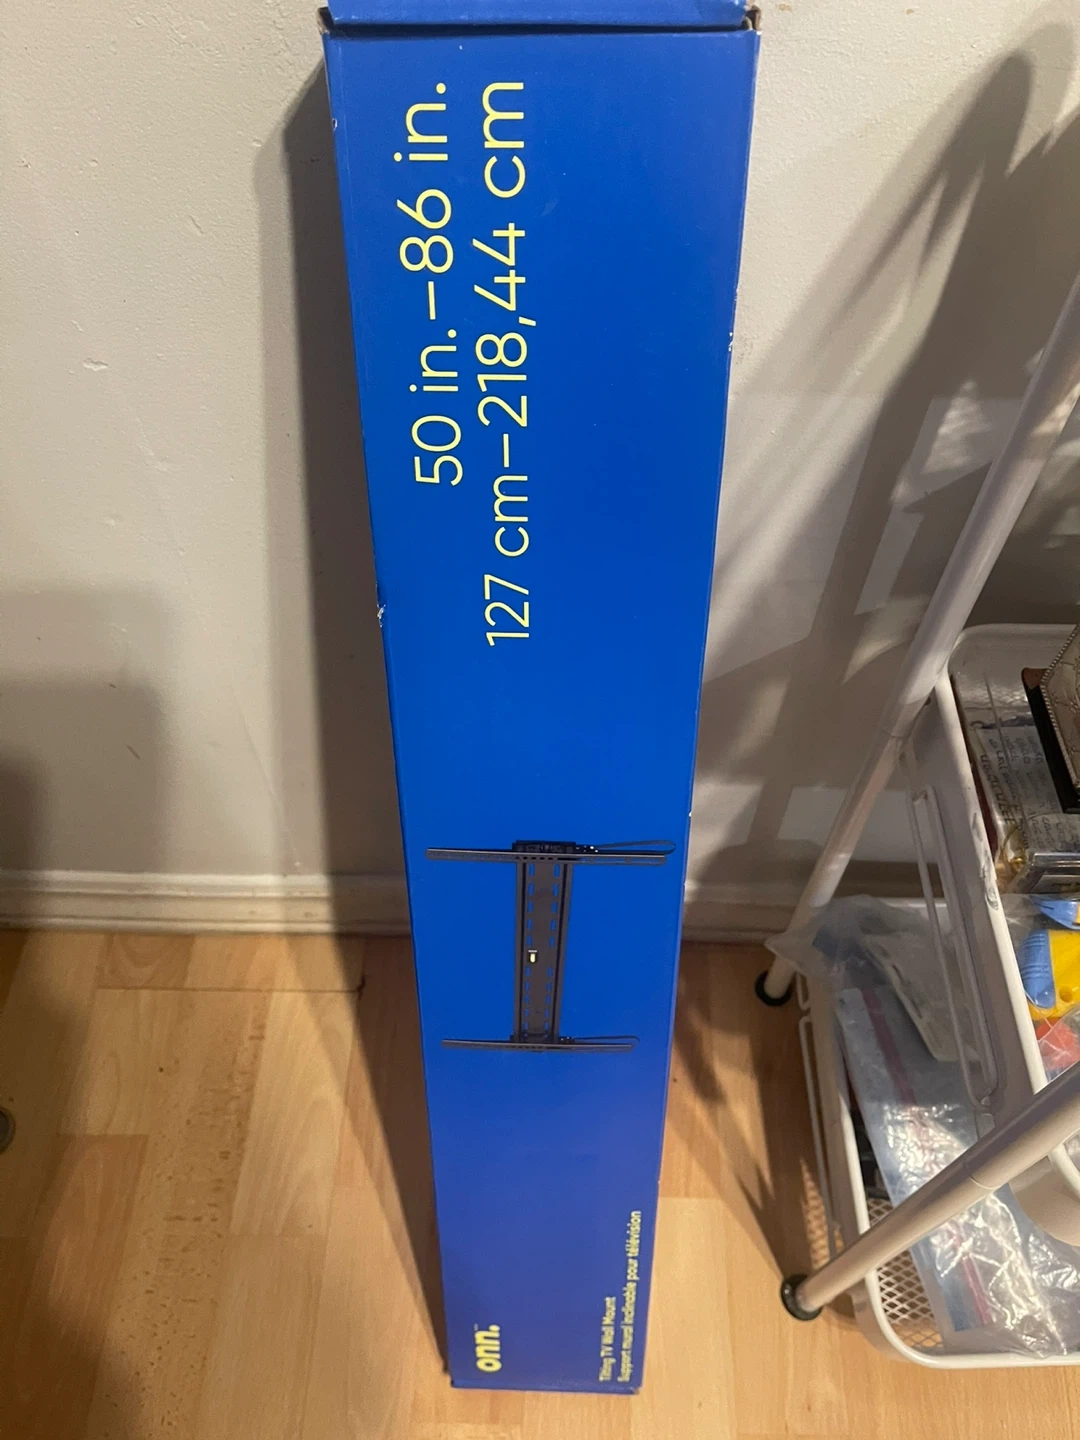 50 in.–86 in.
127 cm–218,44 cm
onn.
Tilting TV Wall Mount
Support mural inclinable pour télévision